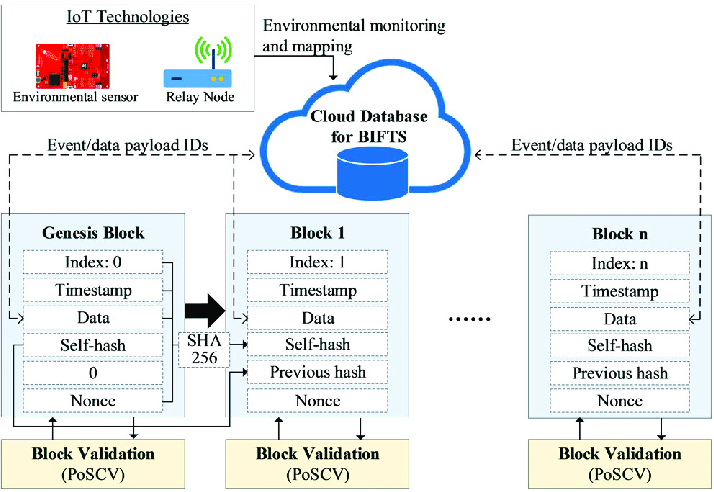 IoT Technologies
Environmental sensor
Relay Node
Environmental monitoring
and mapping
Cloud Database
for BIFTS
Event/data payload IDs
Event/data payload IDs
Genesis Block
Index: 0
Timestamp
Data
Self-hash
0
Nonce
Block Validation
(PoSCV)
SHA
256
Block 1
Index: 1
Timestamp
Data
Self-hash
Previous hash
Nonce
Block Validation
(PoSCV)
......
Block n
Index: n
Timestamp
Data
Self-hash
Previous hash
Nonce
Block Validation
(PoSCV)